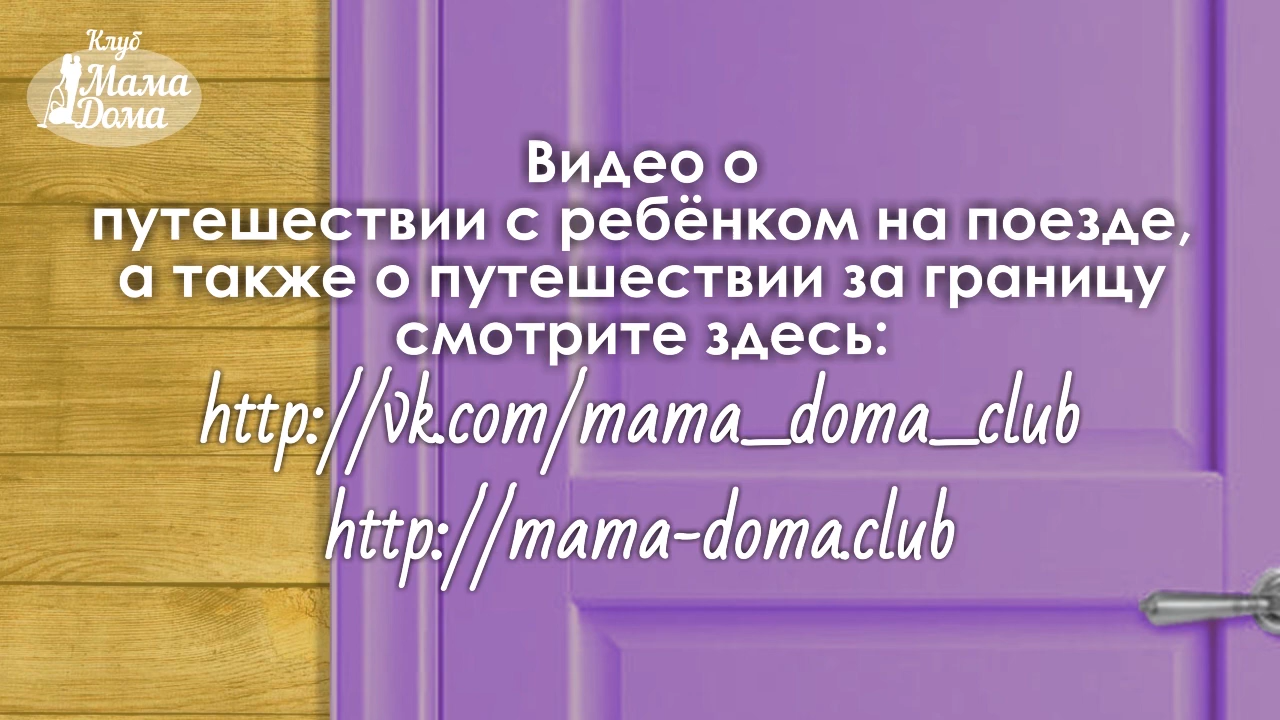 Клуб
Мама
Дома
Видео о
путешествии с ребёнком на поезде,
а также о путешествии за границу
смотрите здесь:
http://vk.com/mama_doma_club
http://mama-doma.club